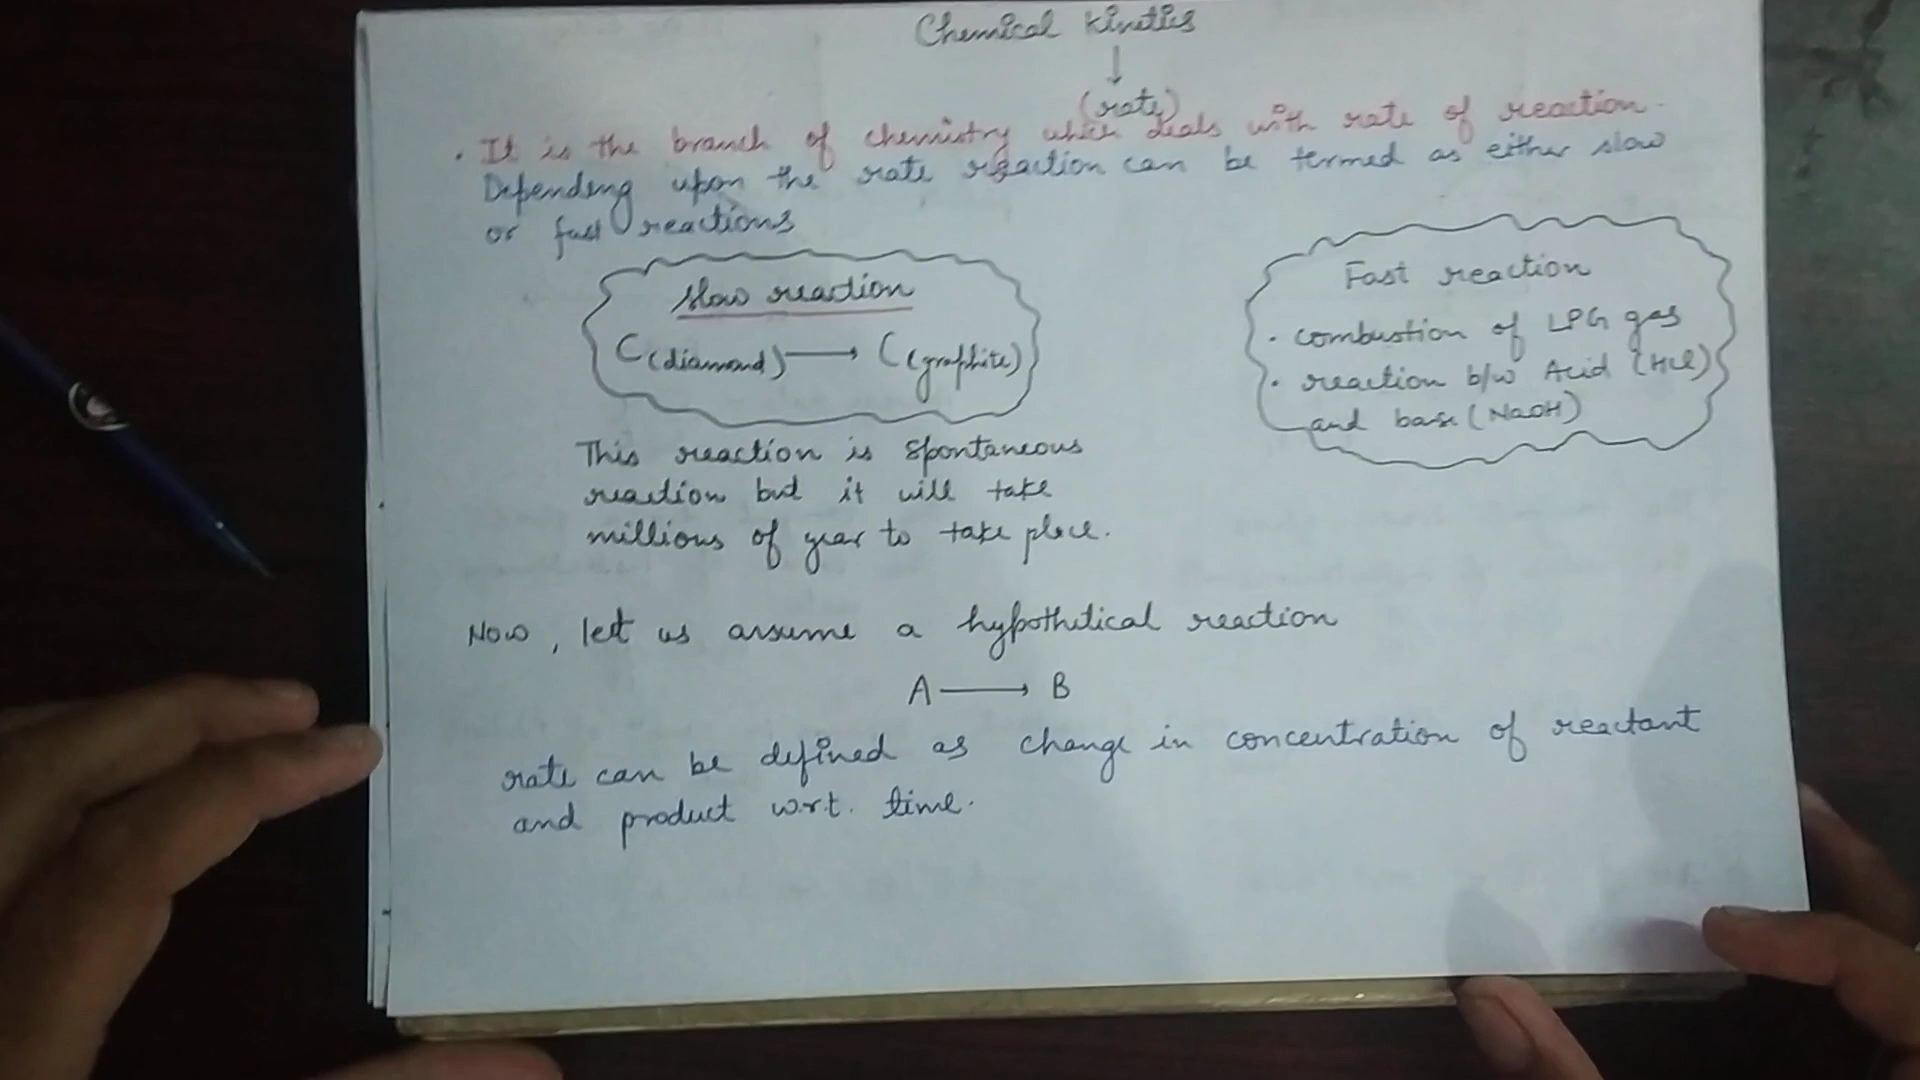 Chemical Kinetics
(rate)
. It is the branch of chemistry which deals with rate of reaction.
Depending upon the rate reaction can be termed as either slow
or fast reactions
Slow reaction
C(diamond) → C(graphite)
This reaction is spontaneous
reaction but it will take
millions of year to take place.
Fast reaction
· combustion of LPG gas
· reaction b/w Acid (HCl)
and base (NaOH)
Now, let us assume a hypothetical reaction
A → B
rate can be defined as change in concentration of reactant
and product w.r.t. time.